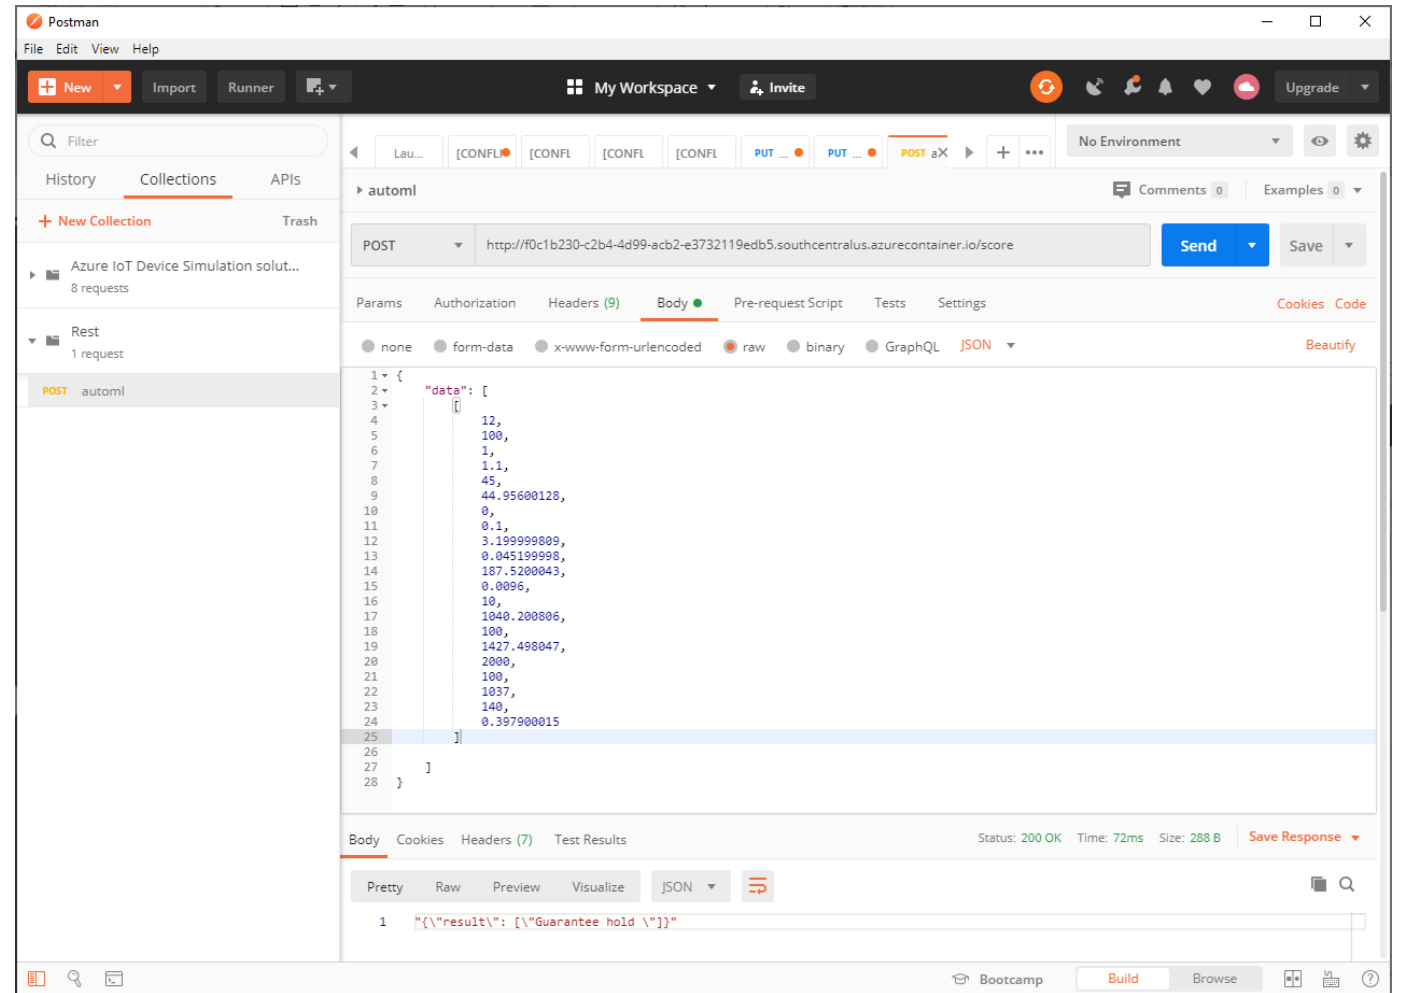 Postman
File Edit View Help
New Import Runner My Workspace Invite Upgrade
Filter
History Collections APIs
New Collection Trash
Azure IoT Device Simulation solut...
8 requests
Rest
1 request
POST automl
Lau... [CONFLI [CONFL [CONFL [CONFL PUT ... PUT ... POST a No Environment
automl Comments 0 Examples 0
POST http://f0c1b230-c2b4-4d99-acb2-e3732119edb5.southcentralus.azurecontainer.io/score Send Save
Params Authorization Headers (9) Body Pre-request Script Tests Settings Cookies Code
none form-data x-www-form-urlencoded raw binary GraphQL JSON Beautify
1 {
2 "data": [
3 [
4 12,
5 100,
6 1,
7 1.1,
8 45,
9 44.95600128,
10 0,
11 0.1,
12 3.199999809,
13 0.045199998,
14 187.5200043,
15 0.0096,
16 10,
17 1040.200806,
18 100,
19 1427.498047,
20 2000,
21 100,
22 1037,
23 140,
24 0.397900015
25 ]
26
27 ]
28 }
Body Cookies Headers (7) Test Results Status: 200 OK Time: 72ms Size: 288 B Save Response
Pretty Raw Preview Visualize JSON
1 "{\"result\": [\"Guarantee hold \"]}"
Bootcamp Build Browse